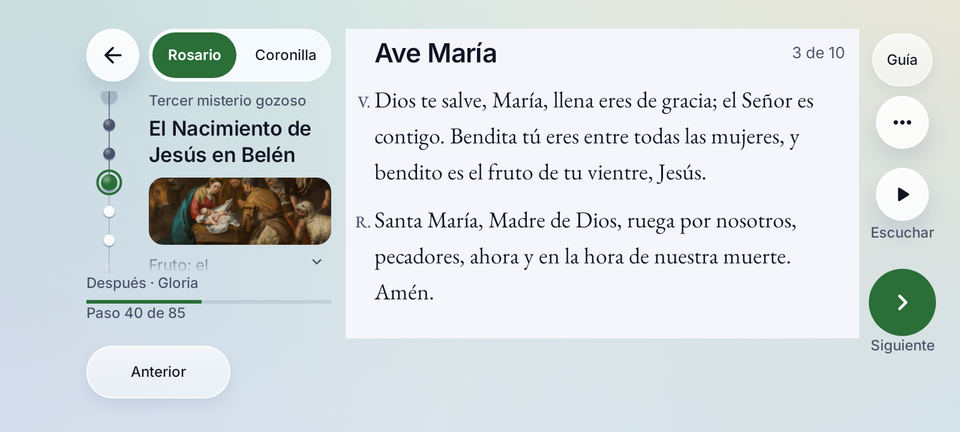 Rosario
Coronilla
Tercer misterio gozoso
El Nacimiento de
Jesús en Belén
Fruto: el
Después · Gloria
Paso 40 de 85
Anterior
Ave María
3 de 10
V. Dios te salve, María, llena eres de gracia; el Señor es
contigo. Bendita tú eres entre todas las mujeres, y
bendito es el fruto de tu vientre, Jesús.
R. Santa María, Madre de Dios, ruega por nosotros,
pecadores, ahora y en la hora de nuestra muerte.
Amén.
Guía
Escuchar
Siguiente